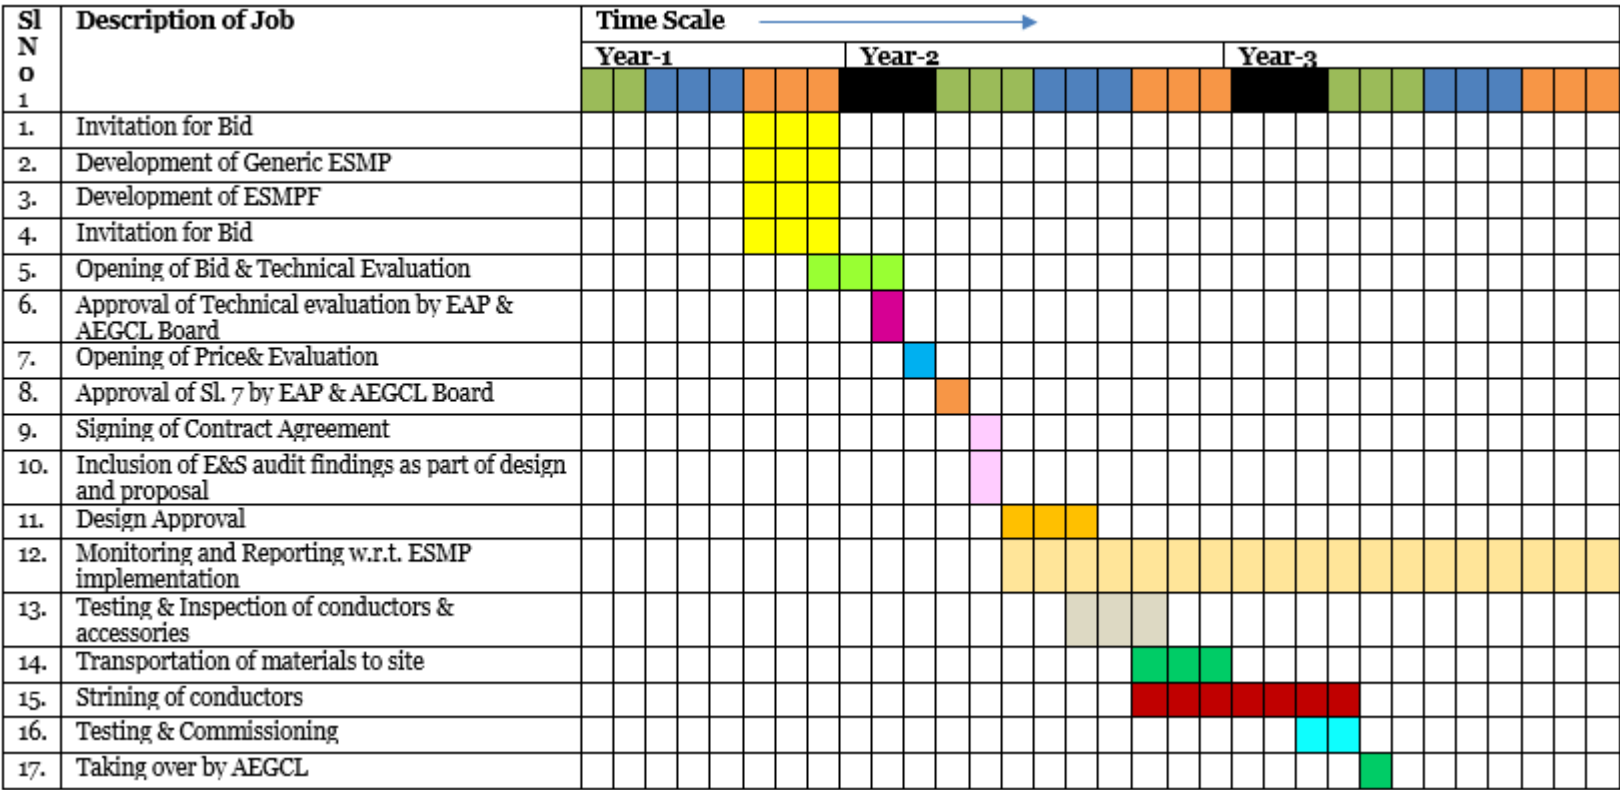 Sl
N
o
1
Description of Job
Time Scale
Year-1
Year-2
Year-3
1. Invitation for Bid
2. Development of Generic ESMP
3. Development of ESMPF
4. Invitation for Bid
5. Opening of Bid & Technical Evaluation
6. Approval of Technical evaluation by EAP &
AEGCL Board
7. Opening of Price& Evaluation
8. Approval of Sl. 7 by EAP & AEGCL Board
9. Signing of Contract Agreement
10. Inclusion of E&S audit findings as part of design
and proposal
11. Design Approval
12. Monitoring and Reporting w.r.t. ESMP
implementation
13. Testing & Inspection of conductors &
accessories
14. Transportation of materials to site
15. Strining of conductors
16. Testing & Commissioning
17. Taking over by AEGCL